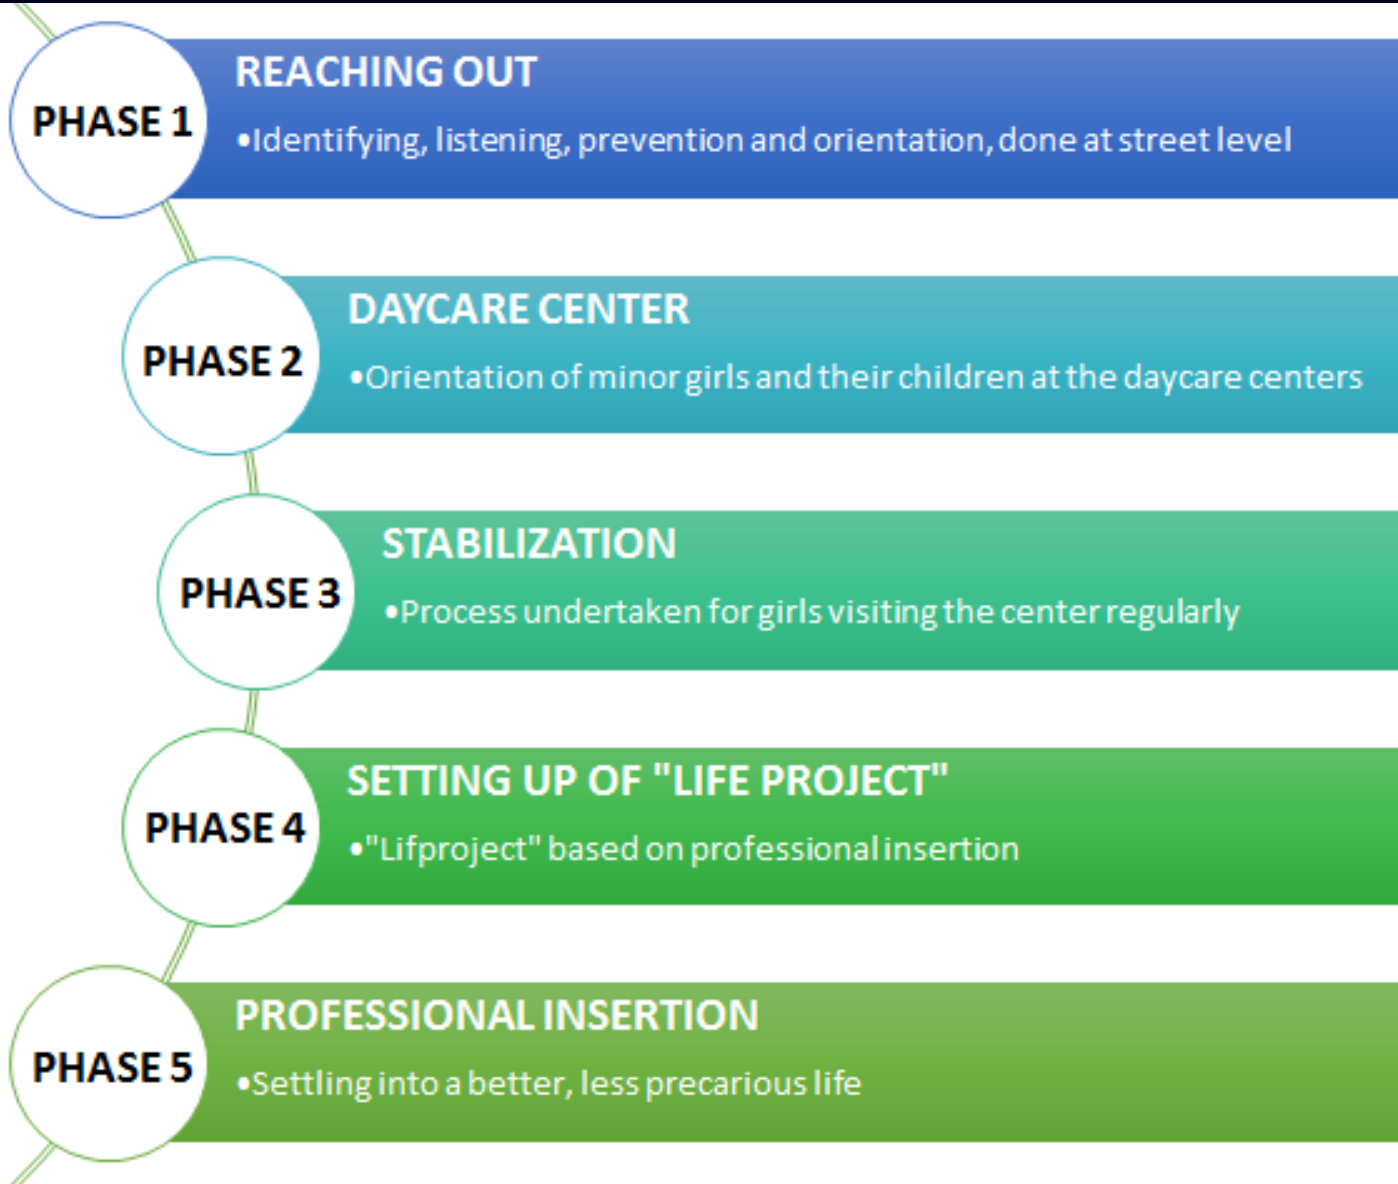 PHASE 1
REACHING OUT
•Identifying, listening, prevention and orientation, done at street level
PHASE 2
DAYCARE CENTER
•Orientation of minor girls and their children at the daycare centers
PHASE 3
STABILIZATION
•Process undertaken for girls visiting the center regularly
PHASE 4
SETTING UP OF "LIFE PROJECT"
•"Lifproject" based on professional insertion
PHASE 5
PROFESSIONAL INSERTION
•Settling into a better, less precarious life